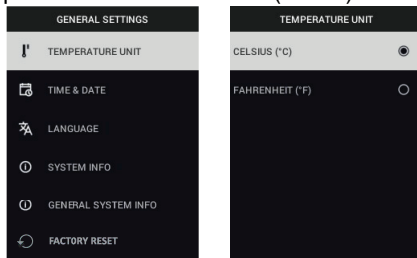 GENERAL SETTINGS
TEMPERATURE UNIT
TIME & DATE
LANGUAGE
SYSTEM INFO
GENERAL SYSTEM INFO
FACTORY RESET
TEMPERATURE UNIT
CELSIUS (°C)
FAHRENHEIT (°F)